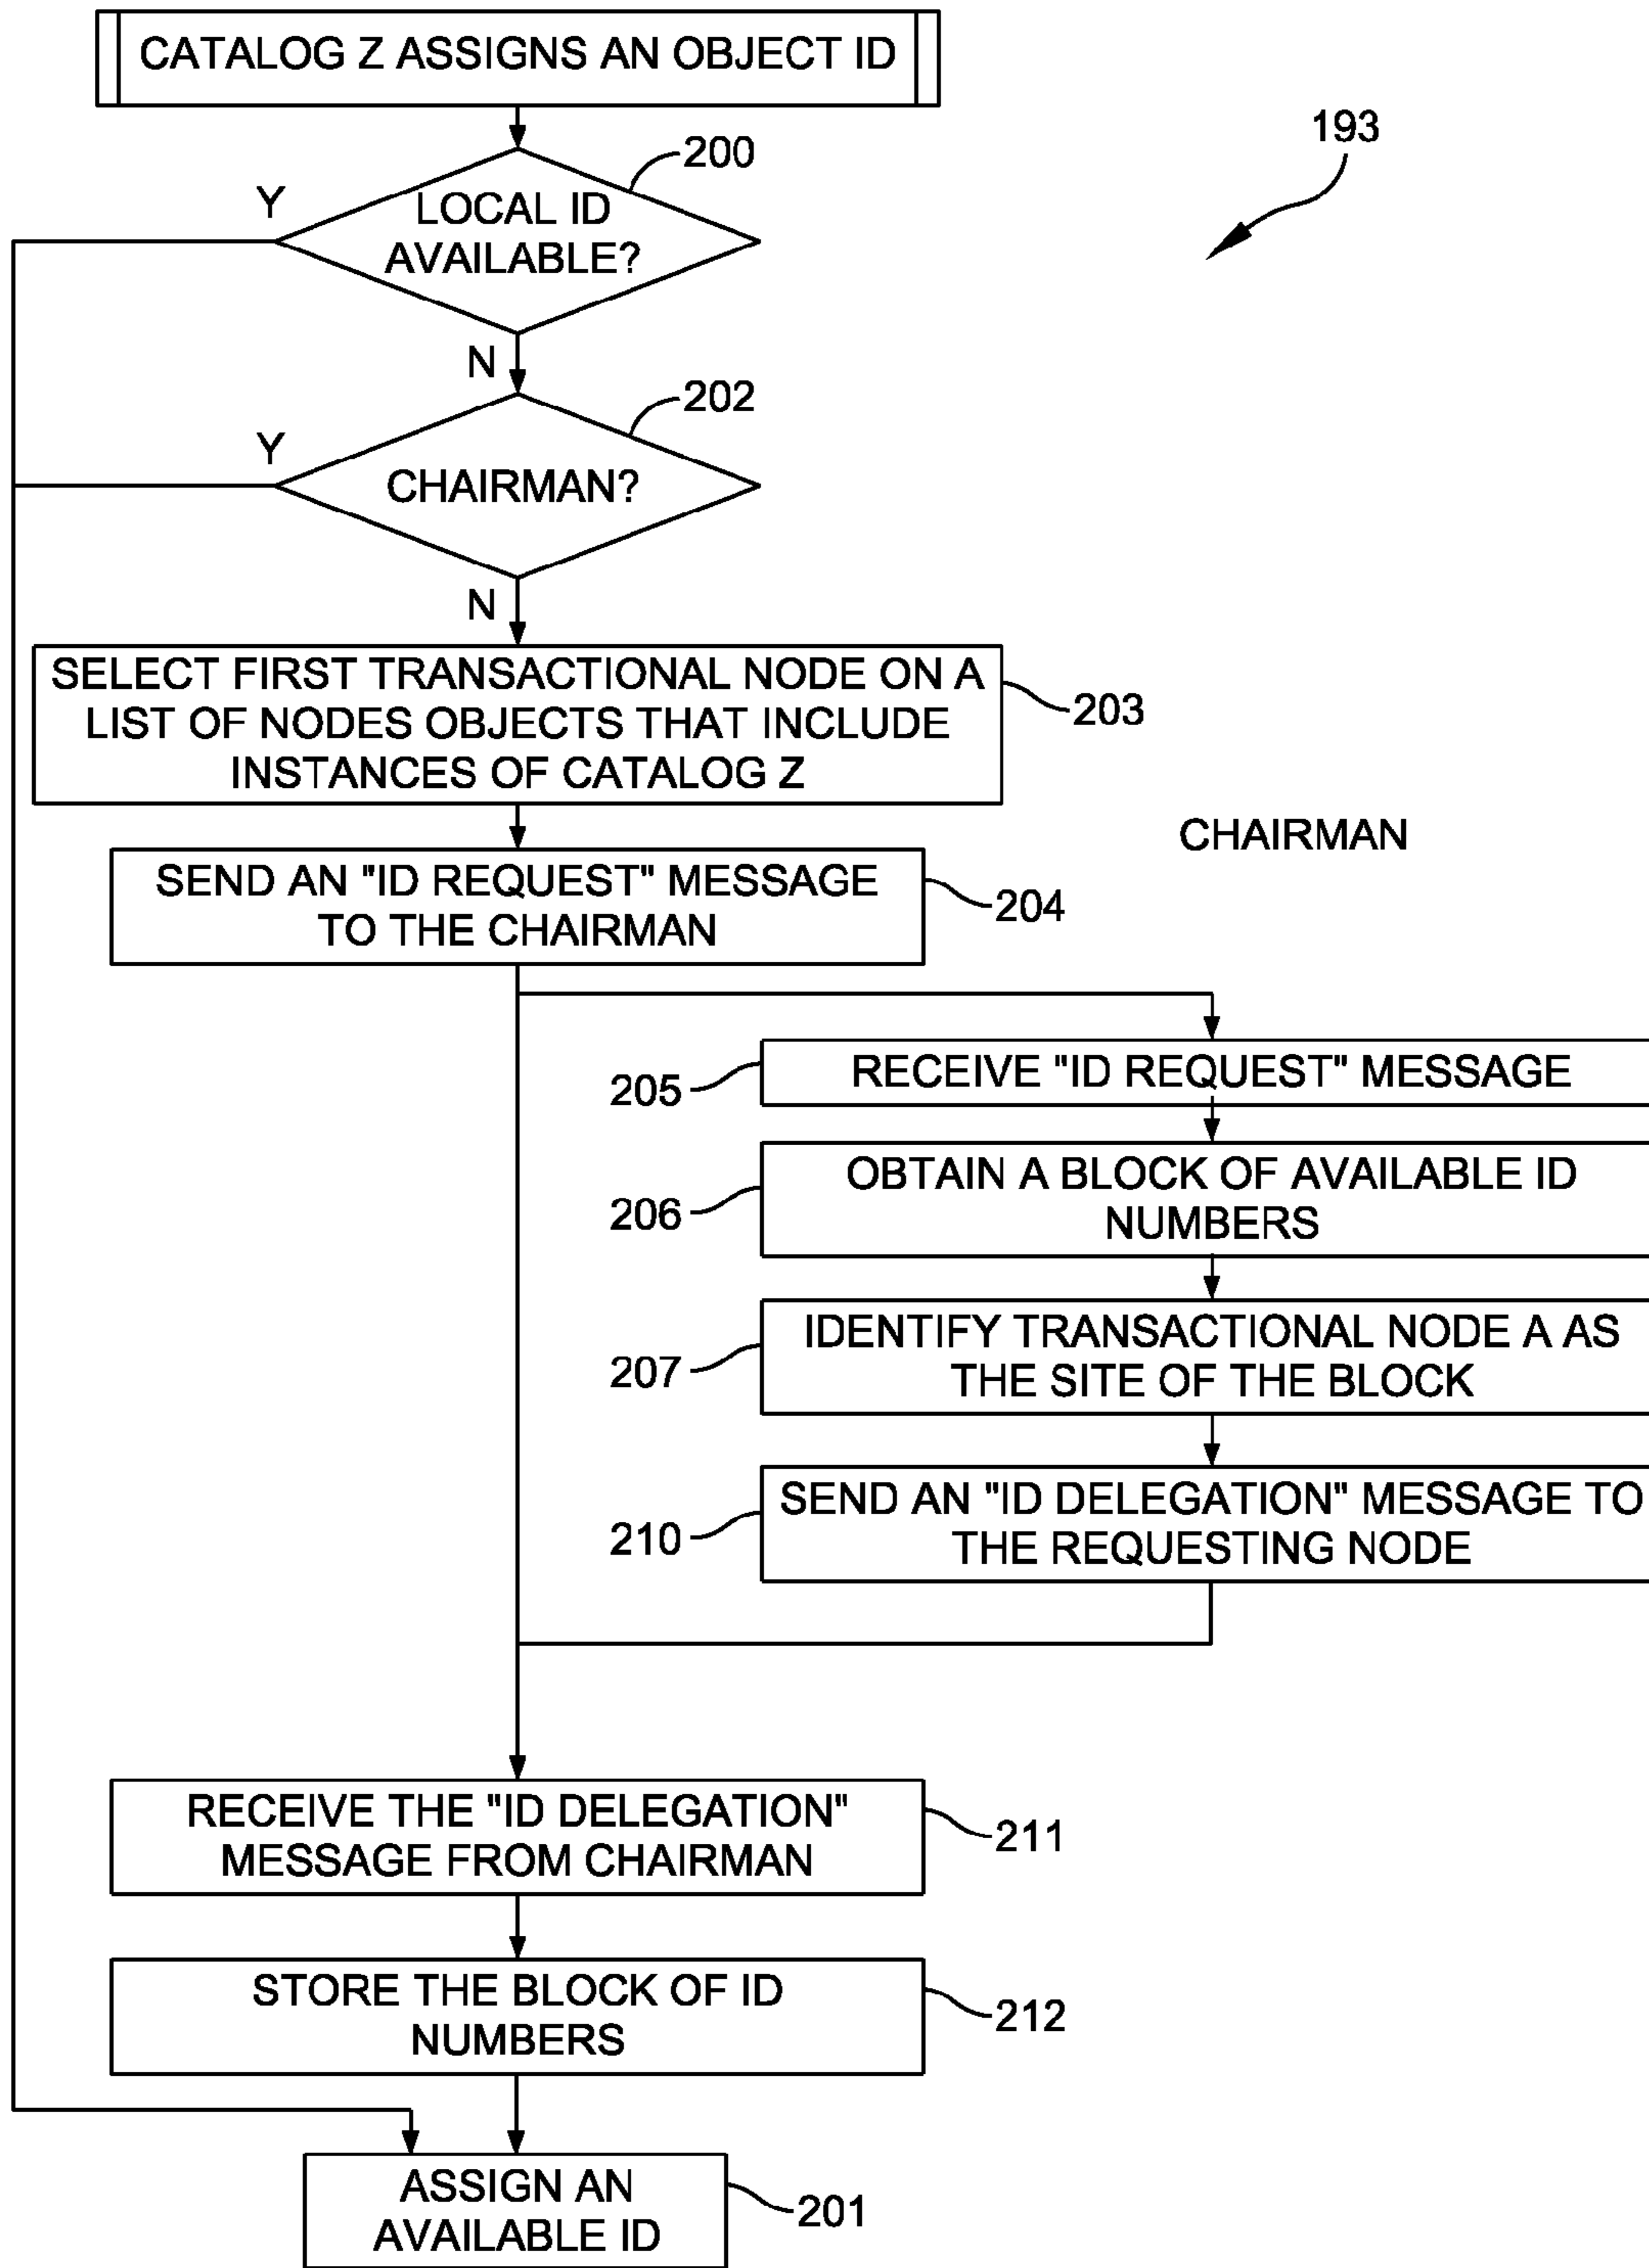 CATALOG Z ASSIGNS AN OBJECT ID
193
200
Y
LOCAL ID
AVAILABLE?
N
202
Y
CHAIRMAN?
N
SELECT FIRST TRANSACTIONAL NODE ON A
LIST OF NODES OBJECTS THAT INCLUDE
INSTANCES OF CATALOG Z
203
CHAIRMAN
SEND AN "ID REQUEST" MESSAGE
TO THE CHAIRMAN
204
RECEIVE "ID REQUEST" MESSAGE
205
OBTAIN A BLOCK OF AVAILABLE ID
NUMBERS
206
IDENTIFY TRANSACTIONAL NODE A AS
THE SITE OF THE BLOCK
207
SEND AN "ID DELEGATION" MESSAGE TO
THE REQUESTING NODE
210
RECEIVE THE "ID DELEGATION"
MESSAGE FROM CHAIRMAN
211
STORE THE BLOCK OF ID
NUMBERS
212
ASSIGN AN
AVAILABLE ID
201